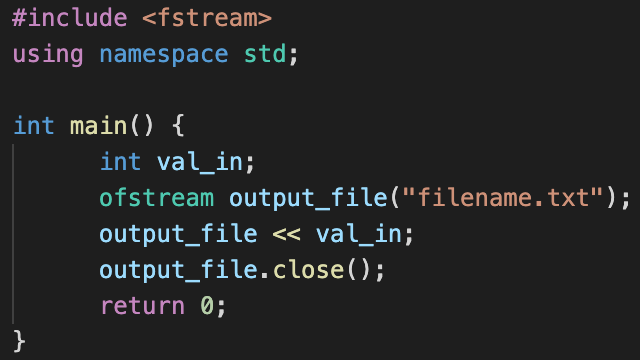 #include <fstream>
using namespace std;

int main() {
      int val_in;
      ofstream output_file("filename.txt");
      output_file << val_in;
      output_file.close();
      return 0;
}